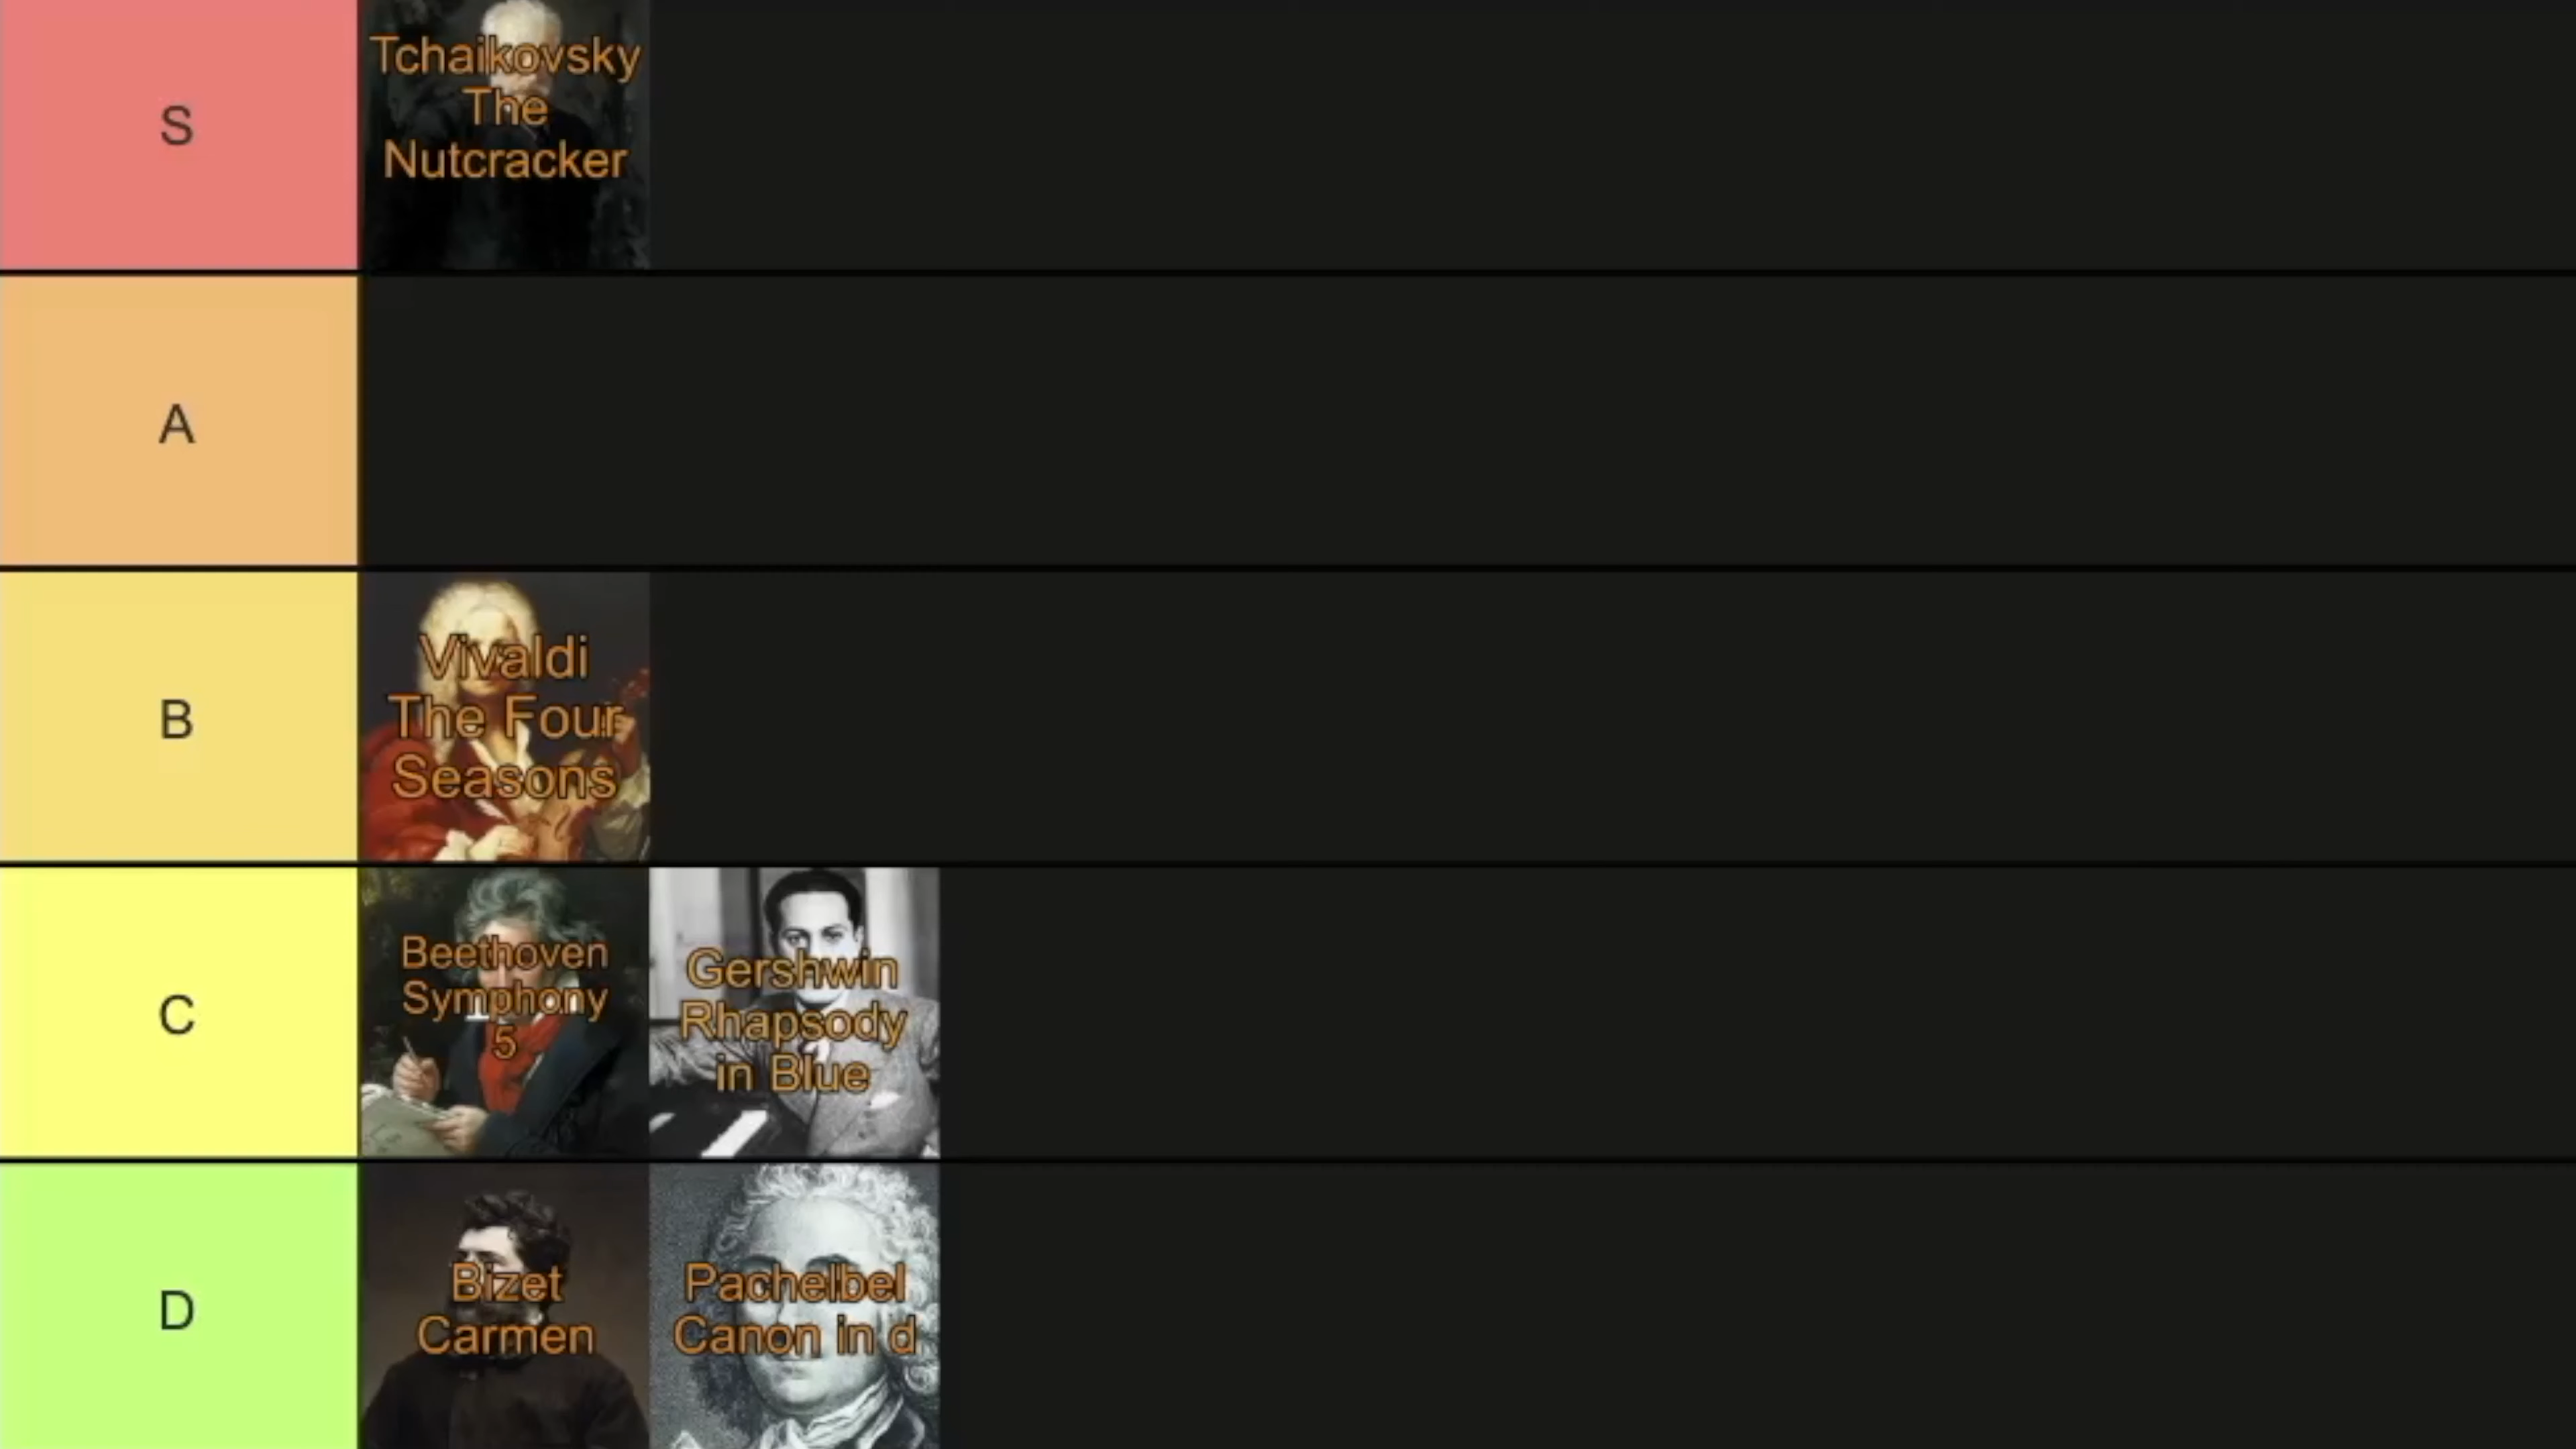 S
Tchaikovsky
The
Nutcracker
A
B
Vivaldi
The Four
Seasons
C
Beethoven
Symphony
5
Gershwin
Rhapsody
in Blue
D
Bizet
Carmen
Pachelbel
Canon in d